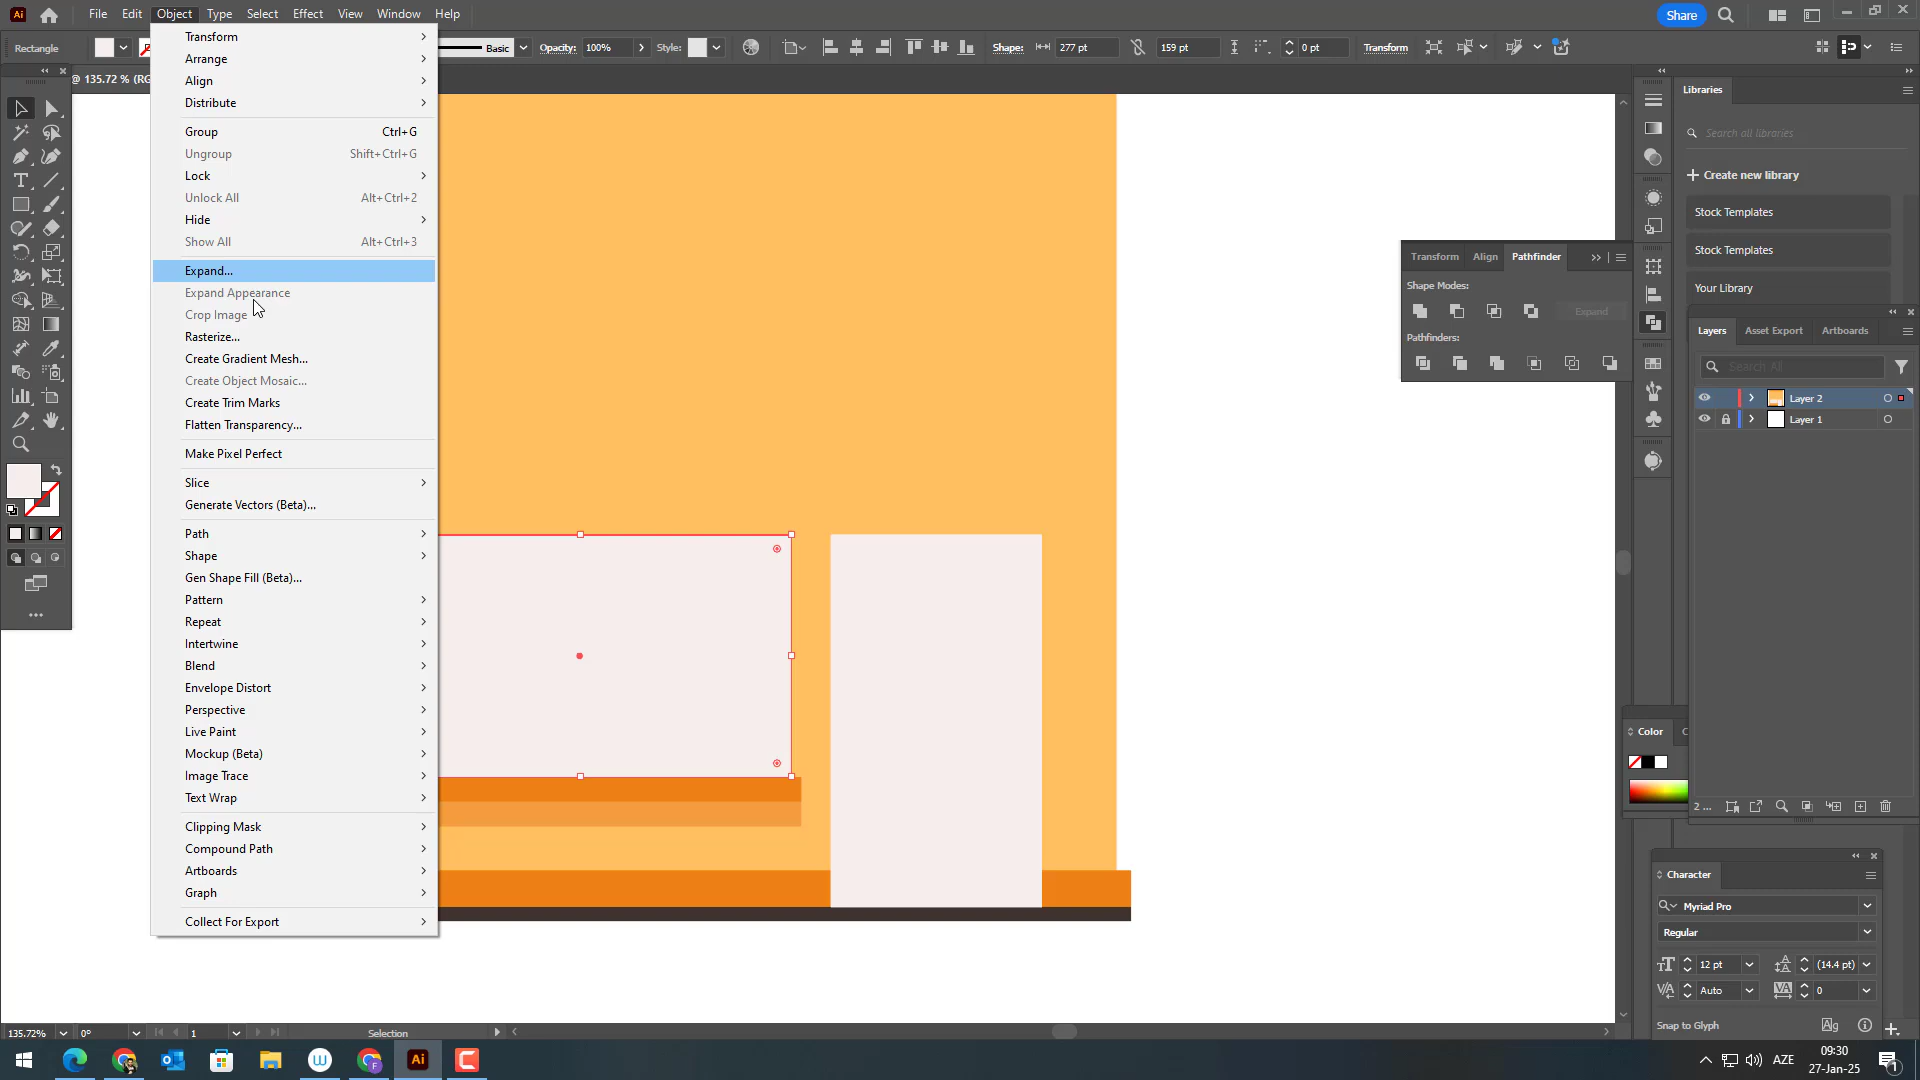 Ai File Edit Object Type Select Effect View Window Help Share
Rectangle Basic Opacity: 100% Style: Shape: 277 pt 159 pt 0 pt Transform
@ 135.72 % (RG
Transform
Arrange
Align
Distribute
Group Ctrl+G
Ungroup Shift+Ctrl+G
Lock
Unlock All Alt+Ctrl+2
Hide
Show All Alt+Ctrl+3
Expand...
Expand Appearance
Crop Image
Rasterize...
Create Gradient Mesh...
Create Object Mosaic...
Create Trim Marks
Flatten Transparency...
Make Pixel Perfect
Slice
Generate Vectors (Beta)...
Path
Shape
Gen Shape Fill (Beta)...
Pattern
Repeat
Intertwine
Blend
Envelope Distort
Perspective
Live Paint
Mockup (Beta)
Image Trace
Text Wrap
Clipping Mask
Compound Path
Artboards
Graph
Collect For Export
Transform Align Pathfinder
Shape Modes:
Expand
Pathfinders:
Libraries
Search all libraries
Create new library
Stock Templates
Stock Templates
Your Library
Layers Asset Export Artboards
Search All
Layer 2
Layer 1
Color
2 ...
Character
Myriad Pro
Regular
12 pt (14.4 pt)
Auto 0
Snap to Glyph
135.72% 0° 1 Selection
Ai AZE 09:30
27-Jan-25 1